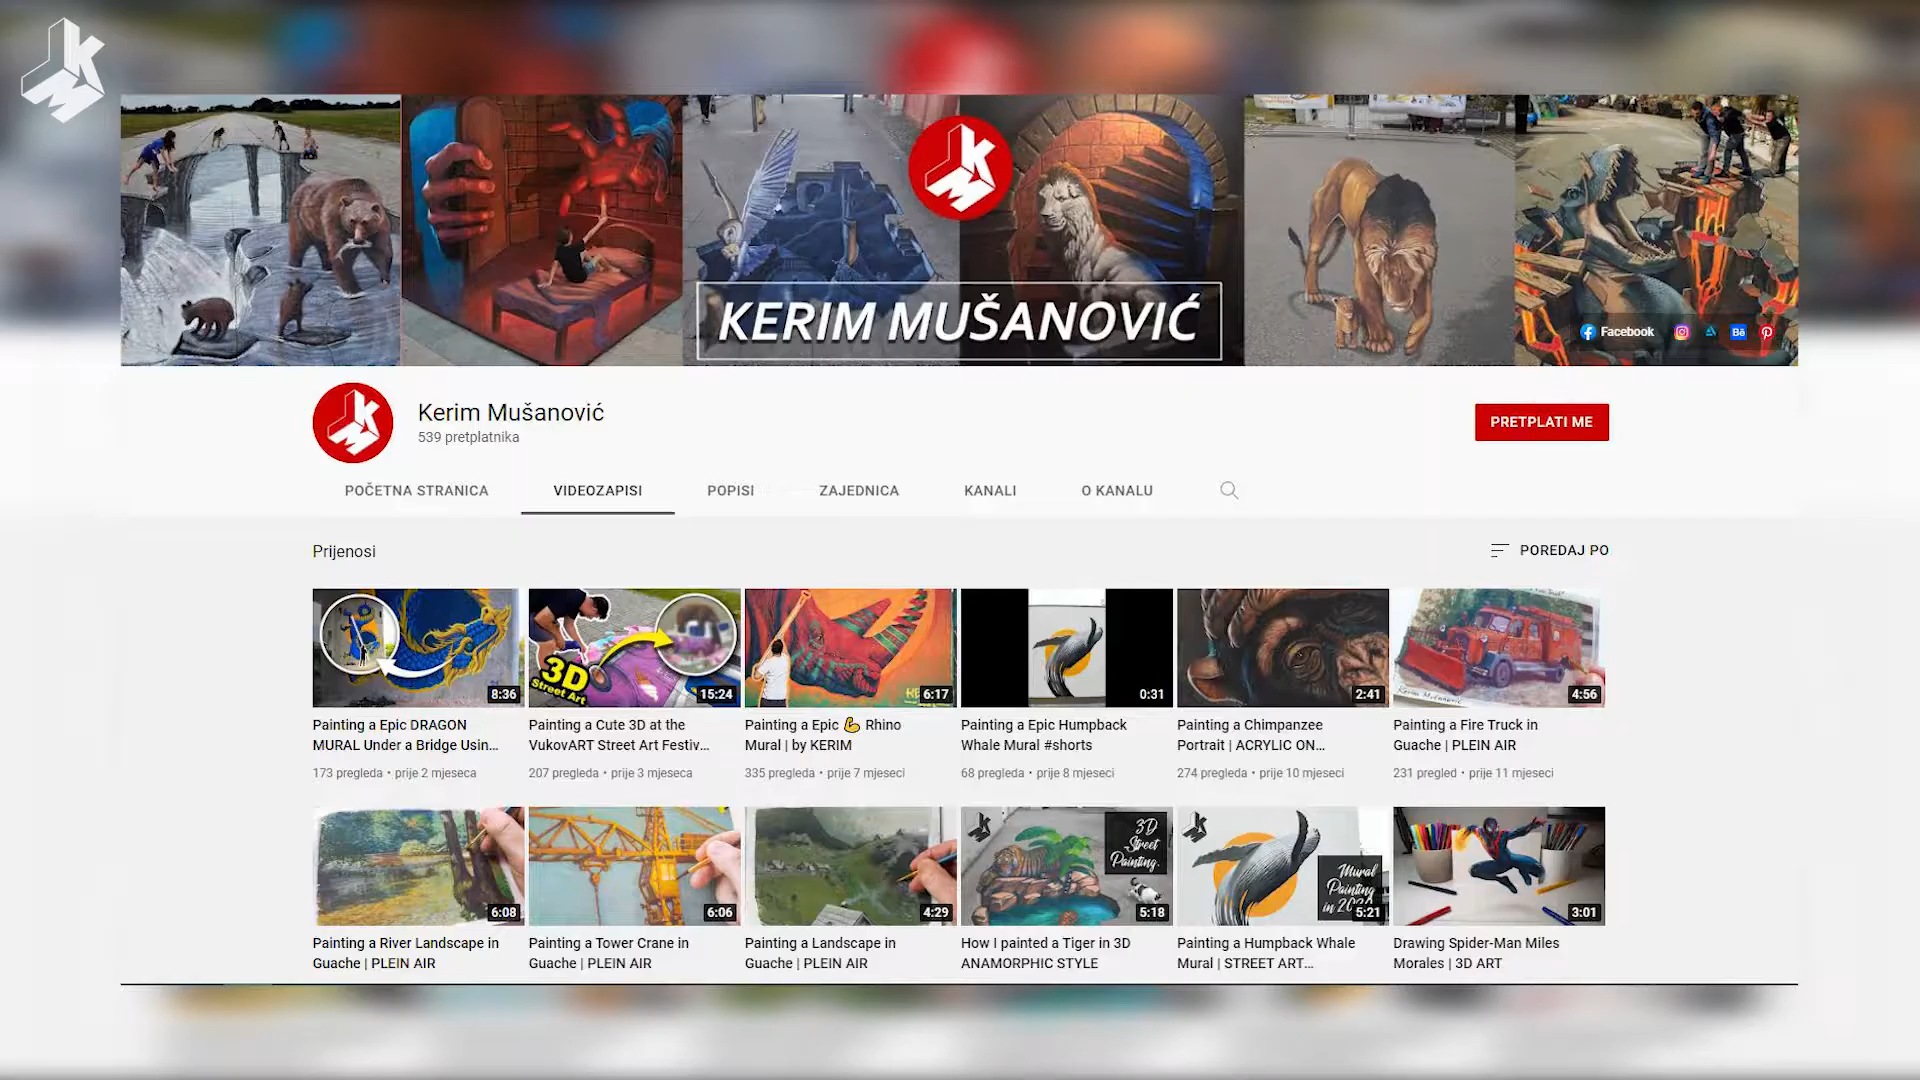 KERIM MUŠANOVIĆ
Facebook
Bē
Kerim Mušanović
539 pretplatnika
PRETPLATI ME
POČETNA STRANICA
VIDEOZAPISI
POPISI
ZAJEDNICA
KANALI
O KANALU
Prijenosi
POREDAJ PO
8:36
3D
Street Art
15:24
6:17
0:31
2:41
4:56
Painting a Epic DRAGON
MURAL Under a Bridge Usin...
173 pregleda • prije 2 mjeseca
Painting a Cute 3D at the
VukovART Street Art Festiv...
207 pregleda • prije 3 mjeseca
Painting a Epic 💪 Rhino
Mural | by KERIM
335 pregleda • prije 7 mjeseci
Painting a Epic Humpback
Whale Mural #shorts
68 pregleda • prije 8 mjeseci
Painting a Chimpanzee
Portrait | ACRYLIC ON...
274 pregleda • prije 10 mjeseci
Painting a Fire Truck in
Guache | PLEIN AIR
231 pregled • prije 11 mjeseci
6:08
6:06
4:29
3D
Street
Painting.
5:18
Mural
Painting
5:21
3:01
Painting a River Landscape in
Guache | PLEIN AIR
Painting a Tower Crane in
Guache | PLEIN AIR
Painting a Landscape in
Guache | PLEIN AIR
How I painted a Tiger in 3D
ANAMORPHIC STYLE
Painting a Humpback Whale
Mural | STREET ART...
Drawing Spider-Man Miles
Morales | 3D ART